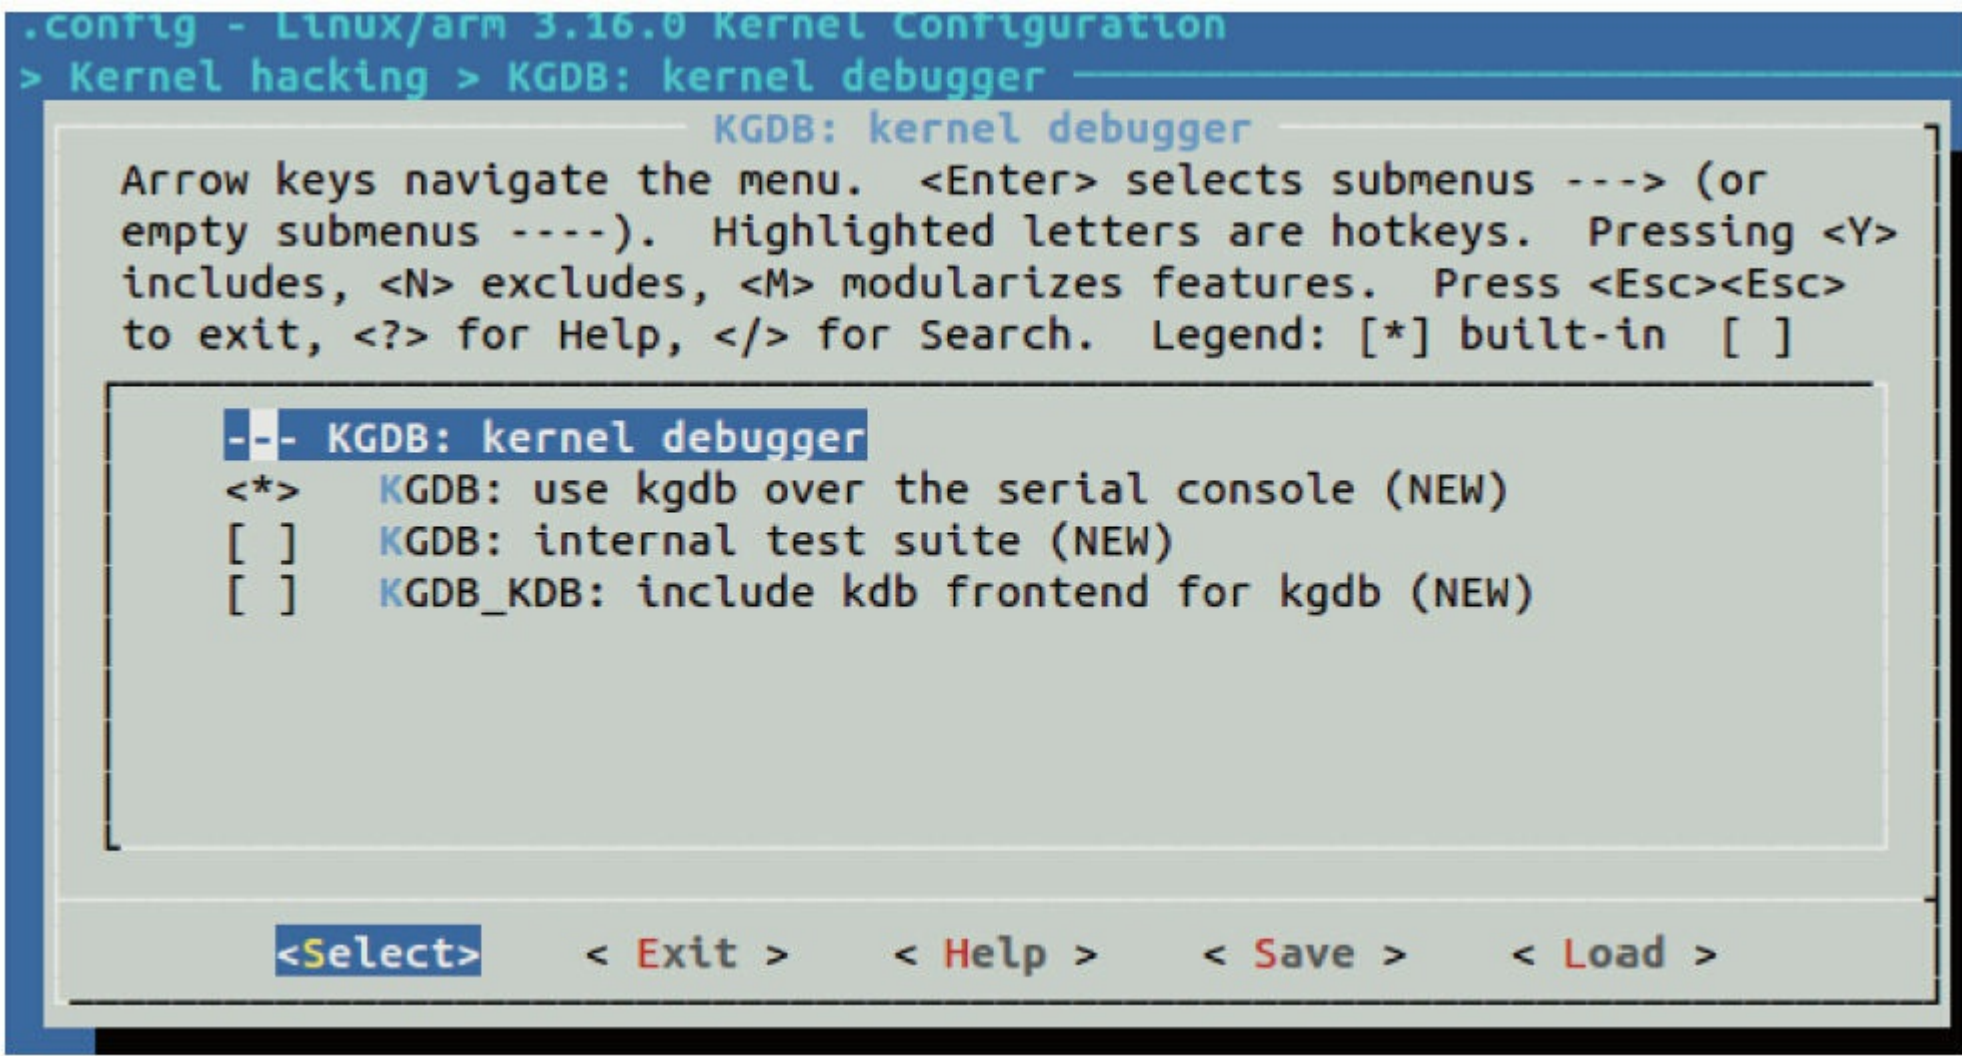 .config - Linux/arm 3.16.0 Kernel Configuration
> Kernel hacking > KGDB: kernel debugger
KGDB: kernel debugger
Arrow keys navigate the menu.  <Enter> selects submenus ---> (or
empty submenus ----).  Highlighted letters are hotkeys.  Pressing <Y>
includes, <N> excludes, <M> modularizes features.  Press <Esc><Esc>
to exit, <?> for Help, </> for Search.  Legend: [*] built-in  [ ]
--- KGDB: kernel debugger
<*>   KGDB: use kgdb over the serial console (NEW)
[ ]   KGDB: internal test suite (NEW)
[ ]   KGDB_KDB: include kdb frontend for kgdb (NEW)
<Select>    < Exit >    < Help >    < Save >    < Load >